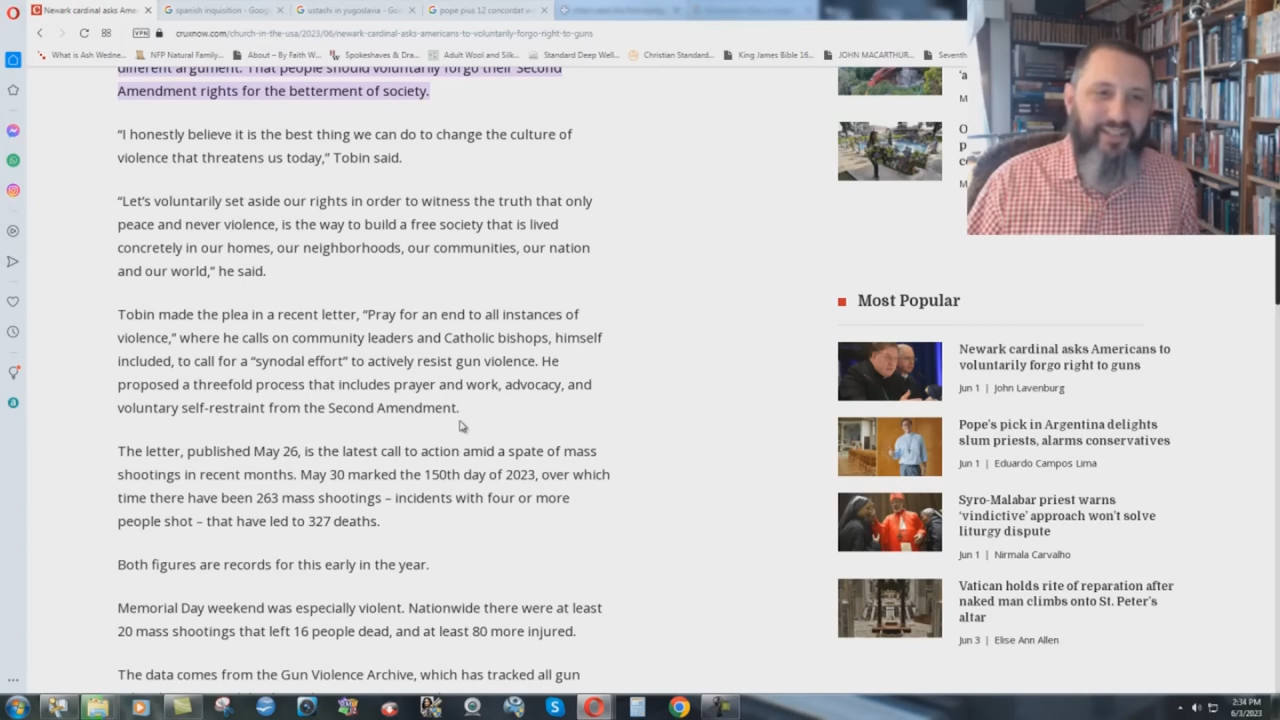 Newark cardinal asks Amer
spanish inquisition - Goog
ustashi in yugoslavia - Goo
pope pius 12 concordat w
VPN
cruxnow.com/church-in-the-usa/2023/06/newark-cardinal-asks-americans-to-voluntarily-forgo-right-to-guns
What is Ash Wedne...
NFP Natural Family...
About – By Faith W...
Spokeshaves & Dra...
Adult Wool and Silk...
Standard Deep Well...
Christian Standard...
King James Bible 16...
JOHN MACARTHUR...
Seventh
different argument. That people should voluntarily forgo their Second
Amendment rights for the betterment of society.
“I honestly believe it is the best thing we can do to change the culture of
violence that threatens us today,” Tobin said.
“Let’s voluntarily set aside our rights in order to witness the truth that only
peace and never violence, is the way to build a free society that is lived
concretely in our homes, our neighborhoods, our communities, our nation
and our world,” he said.
Tobin made the plea in a recent letter, “Pray for an end to all instances of
violence,” where he calls on community leaders and Catholic bishops, himself
included, to call for a “synodal effort” to actively resist gun violence. He
proposed a threefold process that includes prayer and work, advocacy, and
voluntary self-restraint from the Second Amendment.
The letter, published May 26, is the latest call to action amid a spate of mass
shootings in recent months. May 30 marked the 150th day of 2023, over which
time there have been 263 mass shootings – incidents with four or more
people shot – that have led to 327 deaths.
Both figures are records for this early in the year.
Memorial Day weekend was especially violent. Nationwide there were at least
20 mass shootings that left 16 people dead, and at least 80 more injured.
The data comes from the Gun Violence Archive, which has tracked all gun
Most Popular
Newark cardinal asks Americans to
voluntarily forgo right to guns
Jun 1 | John Lavenburg
Pope’s pick in Argentina delights
slum priests, alarms conservatives
Jun 1 | Eduardo Campos Lima
Syro-Malabar priest warns
‘vindictive’ approach won’t solve
liturgy dispute
Jun 1 | Nirmala Carvalho
Vatican holds rite of reparation after
naked man climbs onto St. Peter’s
altar
Jun 3 | Elise Ann Allen
2:34 PM
6/3/2023